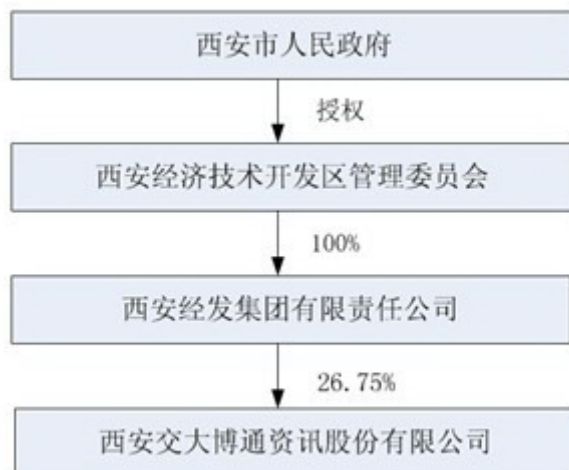 西安市人民政府
授权
西安经济技术开发区管理委员会
100%
西安经发集团有限责任公司
26.75%
西安交大博通资讯股份有限公司